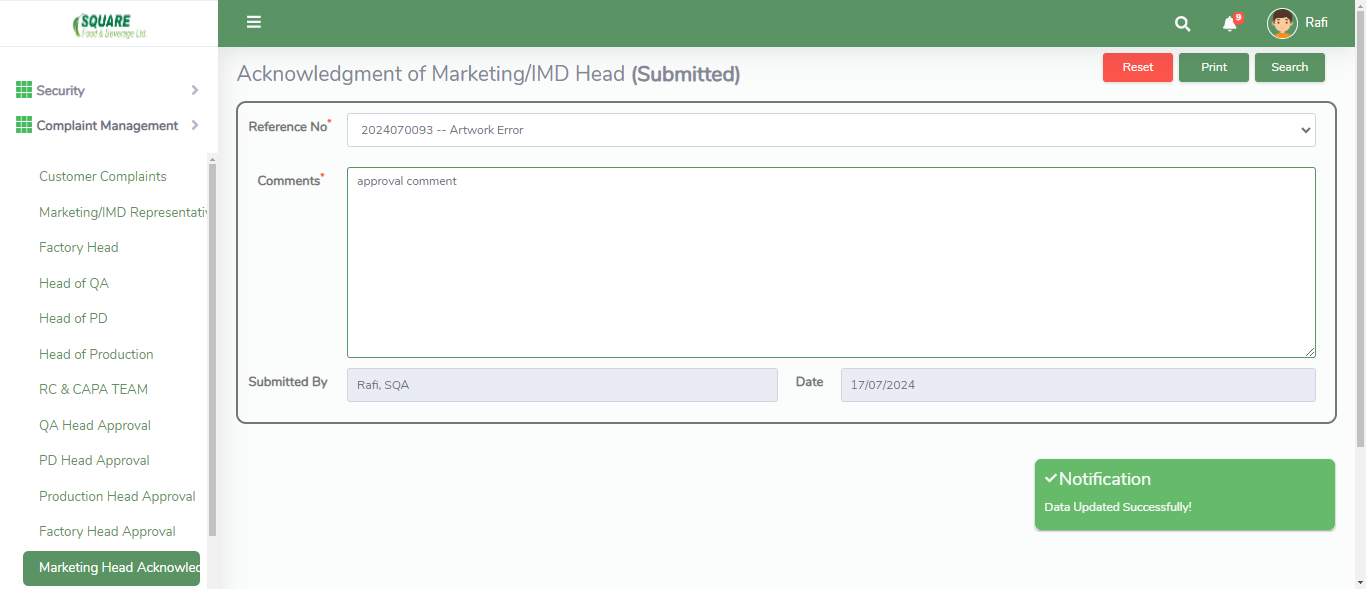 SQUARE
Food & Beverage Ltd.
9
Rafi
Security
Complaint Management
Customer Complaints
Marketing/IMD Representativ
Factory Head
Head of QA
Head of PD
Head of Production
RC & CAPA TEAM
QA Head Approval
PD Head Approval
Production Head Approval
Factory Head Approval
Marketing Head Acknowled
Acknowledgment of Marketing/IMD Head (Submitted)
Reset Print Search
Reference No* 2024070093 -- Artwork Error
Comments* approval comment
Submitted By Rafi, SQA Date 17/07/2024
Notification
Data Updated Successfully!